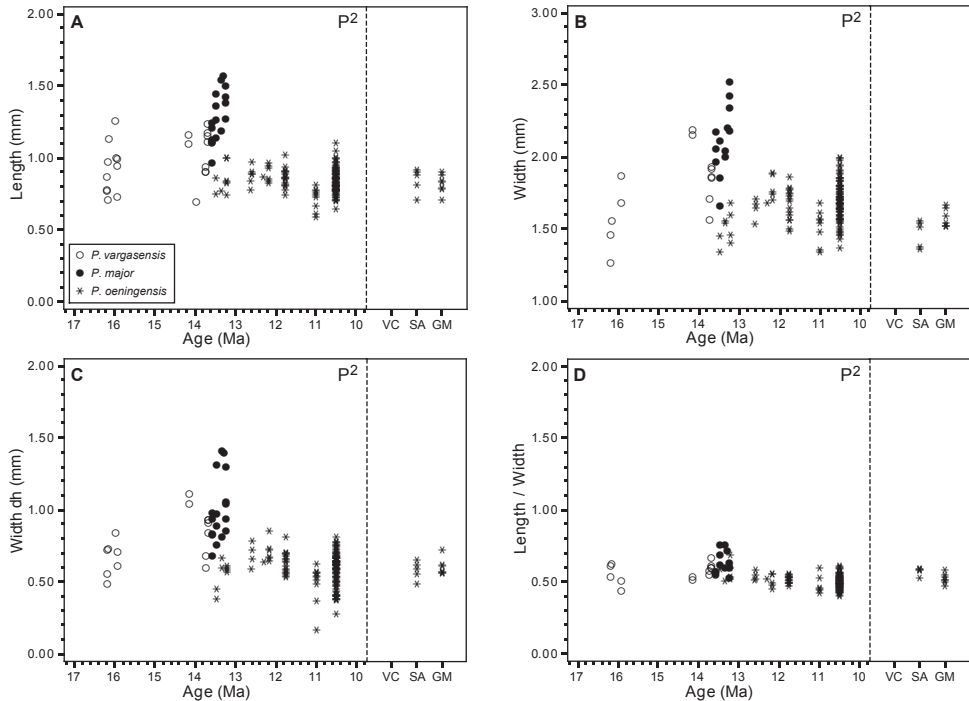 A
P²
2.00
1.50
1.00
0.50
0.00
Length (mm)
P. vargasensis
P. major
P. oeningensis
17 16 15 14 13 12 11 10 VC SA GM
Age (Ma)
B
P²
3.00
2.50
2.00
1.50
1.00
Width (mm)
17 16 15 14 13 12 11 10 VC SA GM
Age (Ma)
C
P²
2.00
1.50
1.00
0.50
0.00
Width dh (mm)
17 16 15 14 13 12 11 10 VC SA GM
Age (Ma)
D
P²
2.00
1.50
1.00
0.50
0.00
Length / Width
17 16 15 14 13 12 11 10 VC SA GM
Age (Ma)